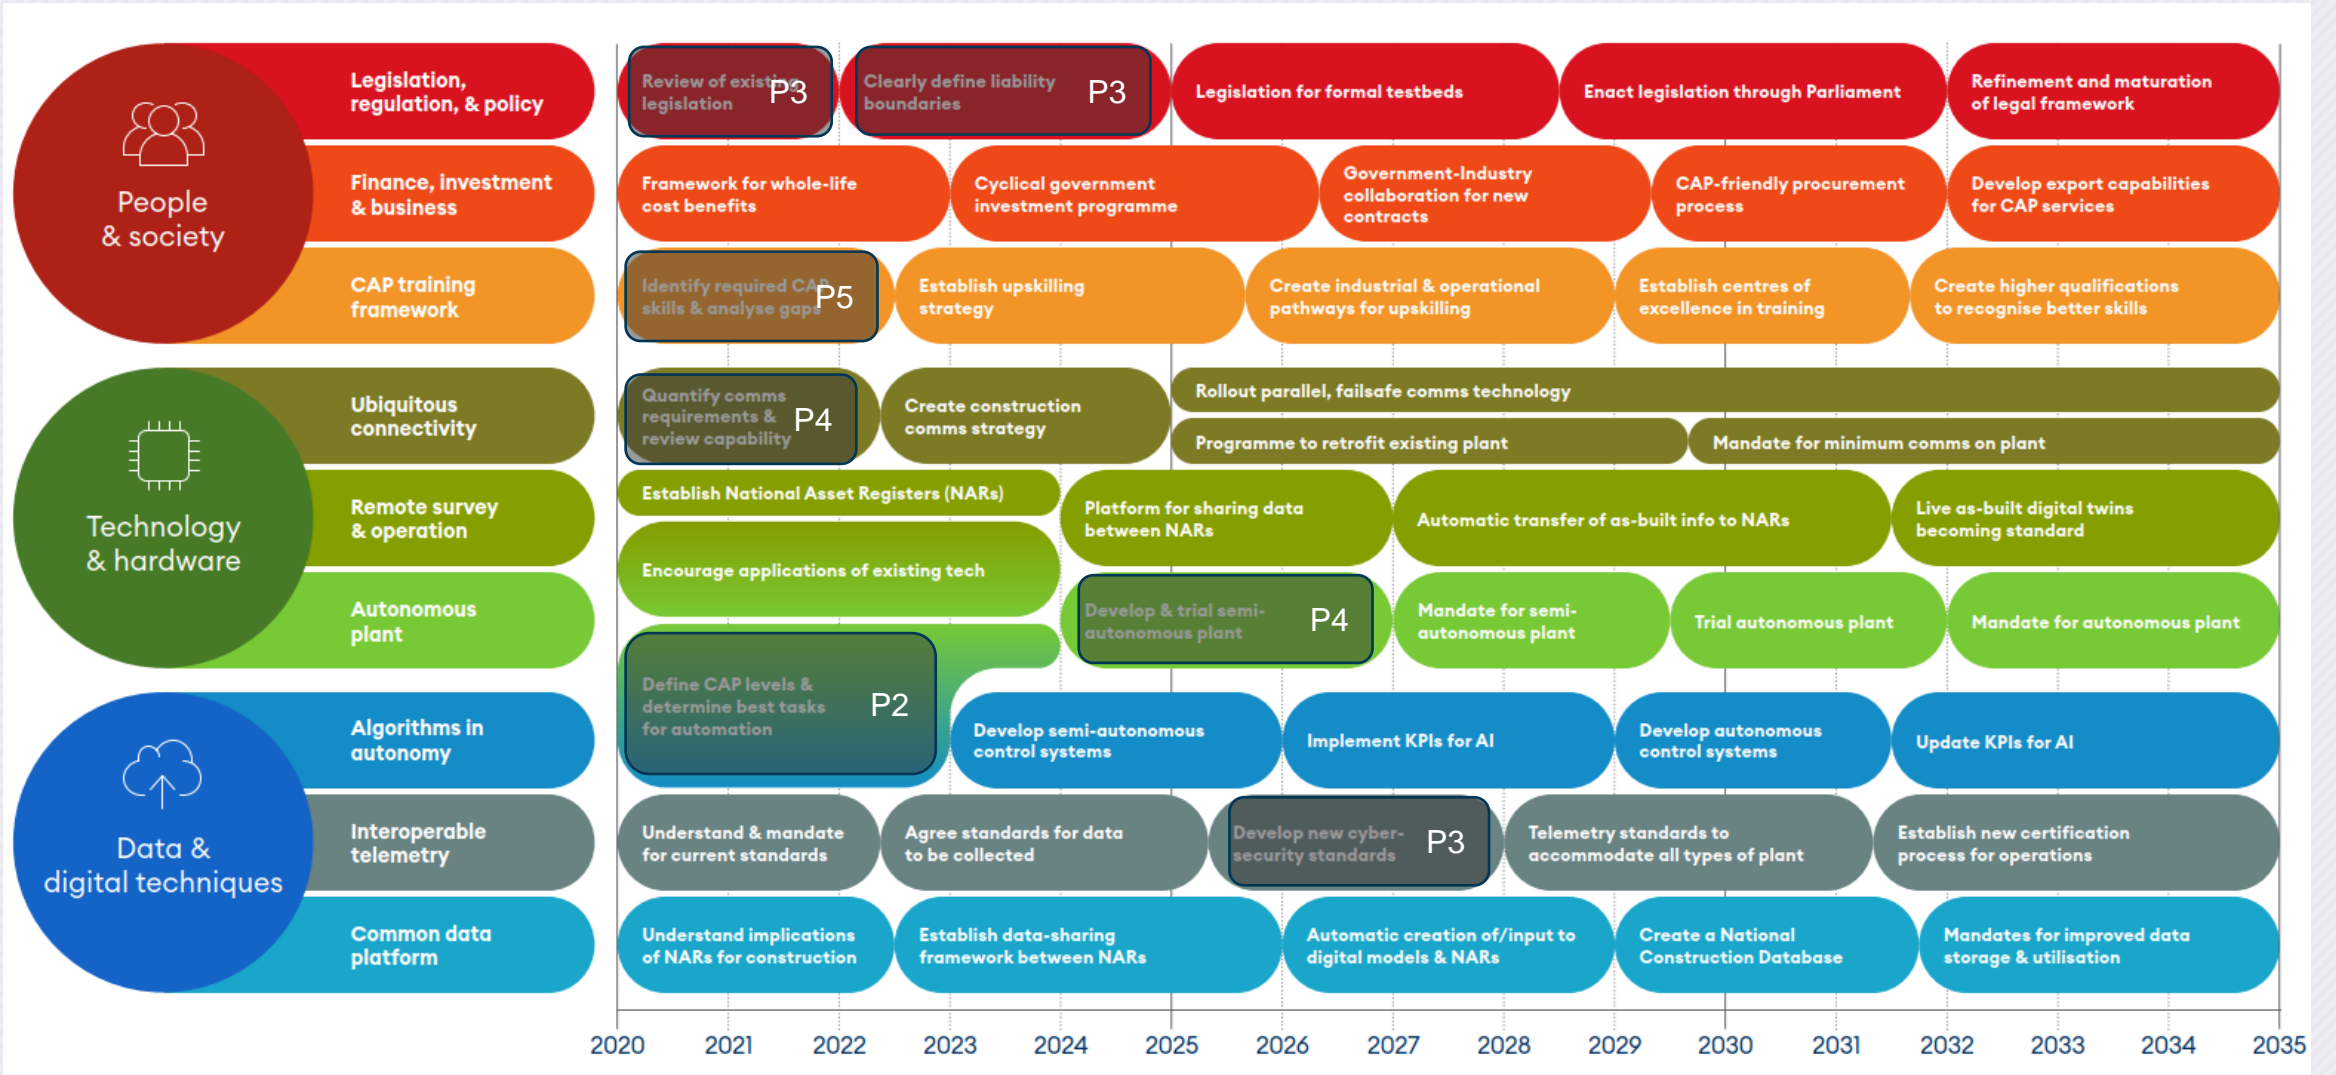 People
& society
Legislation,
regulation, & policy
Review of existing
legislation
P3
Clearly define liability
boundaries
P3
Legislation for formal testbeds
Enact legislation through Parliament
Refinement and maturation
of legal framework
Finance, investment
& business
Framework for whole-life
cost benefits
Cyclical government
investment programme
Government-Industry
collaboration for new
contracts
CAP-friendly procurement
process
Develop export capabilities
for CAP services
CAP training
framework
Identify required CAP
skills & analyse gaps
P5
Establish upskilling
strategy
Create industrial & operational
pathways for upskilling
Establish centres of
excellence in training
Create higher qualifications
to recognise better skills
Technology
& hardware
Ubiquitous
connectivity
Quantify comms
requirements &
review capability
P4
Create construction
comms strategy
Rollout parallel, failsafe comms technology
Programme to retrofit existing plant
Mandate for minimum comms on plant
Remote survey
& operation
Establish National Asset Registers (NARs)
Encourage applications of existing tech
Platform for sharing data
between NARs
Automatic transfer of as-built info to NARs
Live as-built digital twins
becoming standard
Autonomous
plant
Develop & trial semi-
autonomous plant
P4
Mandate for semi-
autonomous plant
Trial autonomous plant
Mandate for autonomous plant
Data &
digital techniques
Define CAP levels &
determine best tasks
for automation
P2
Algorithms in
autonomy
Develop semi-autonomous
control systems
Implement KPIs for AI
Develop autonomous
control systems
Update KPIs for AI
Interoperable
telemetry
Understand & mandate
for current standards
Agree standards for data
to be collected
Develop new cyber-
security standards
P3
Telemetry standards to
accommodate all types of plant
Establish new certification
process for operations
Common data
platform
Understand implications
of NARs for construction
Establish data-sharing
framework between NARs
Automatic creation of/input to
digital models & NARs
Create a National
Construction Database
Mandates for improved data
storage & utilisation
2020 2021 2022 2023 2024 2025 2026 2027 2028 2029 2030 2031 2032 2033 2034 2035